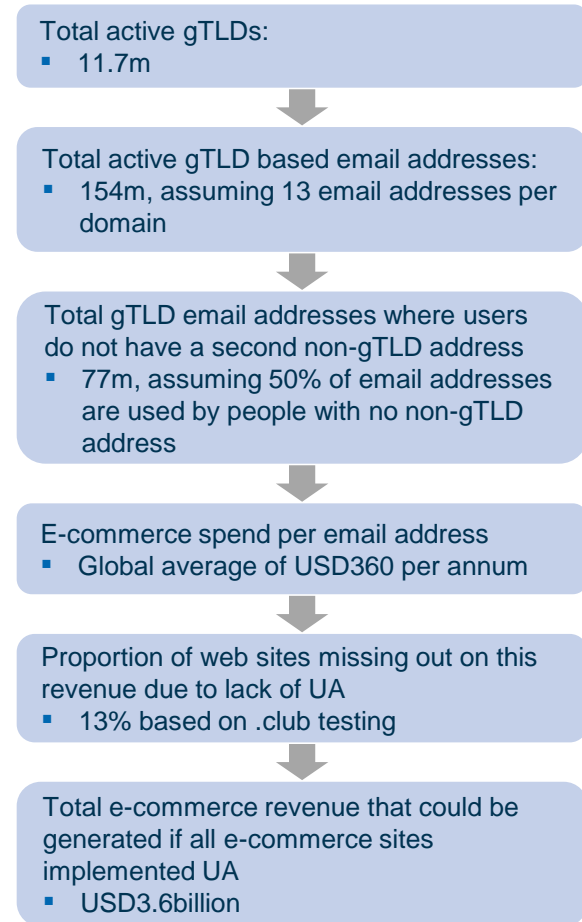 Total active gTLDs:
▪ 11.7m
Total active gTLD based email addresses:
▪ 154m, assuming 13 email addresses per
domain
Total gTLD email addresses where users
do not have a second non-gTLD address
▪ 77m, assuming 50% of email addresses
are used by people with no non-gTLD
address
E-commerce spend per email address
▪ Global average of USD360 per annum
Proportion of web sites missing out on this
revenue due to lack of UA
▪ 13% based on .club testing
Total e-commerce revenue that could be
generated if all e-commerce sites
implemented UA
▪ USD3.6billion